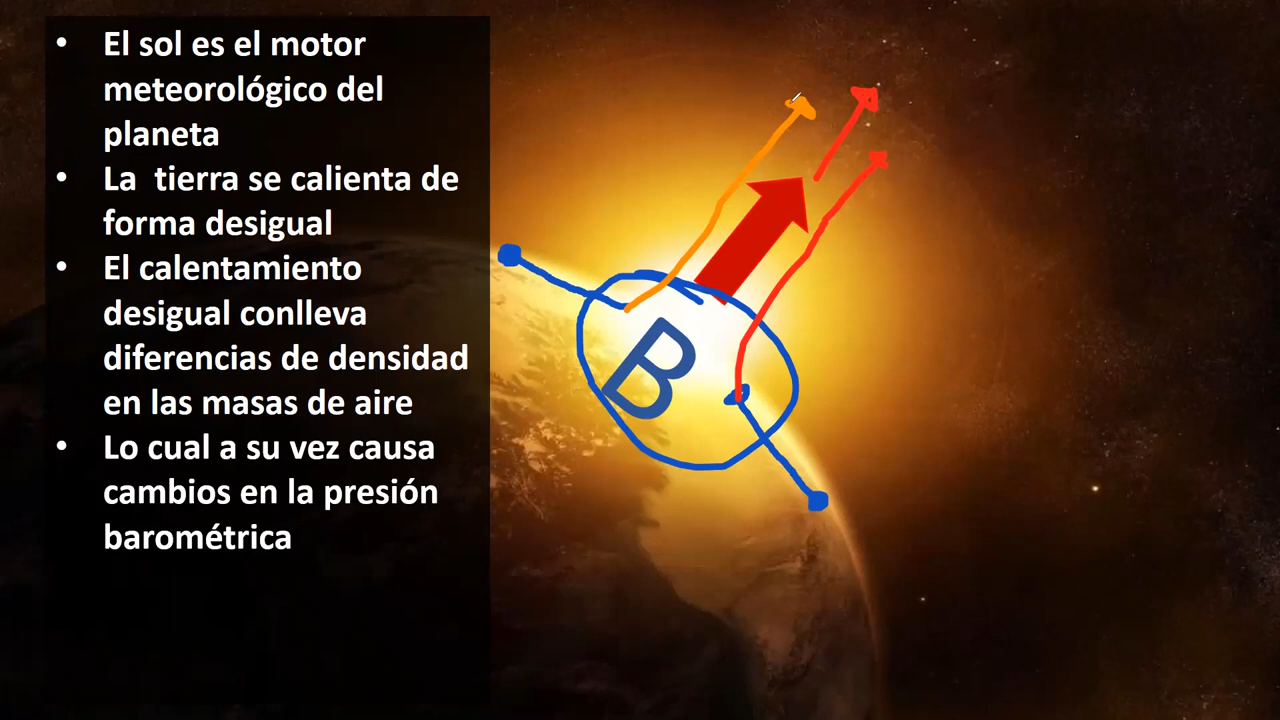 • El sol es el motor
meteorológico del
planeta
• La  tierra se calienta de
forma desigual
• El calentamiento
desigual conlleva
diferencias de densidad
en las masas de aire
• Lo cual a su vez causa
cambios en la presión
barométrica
B